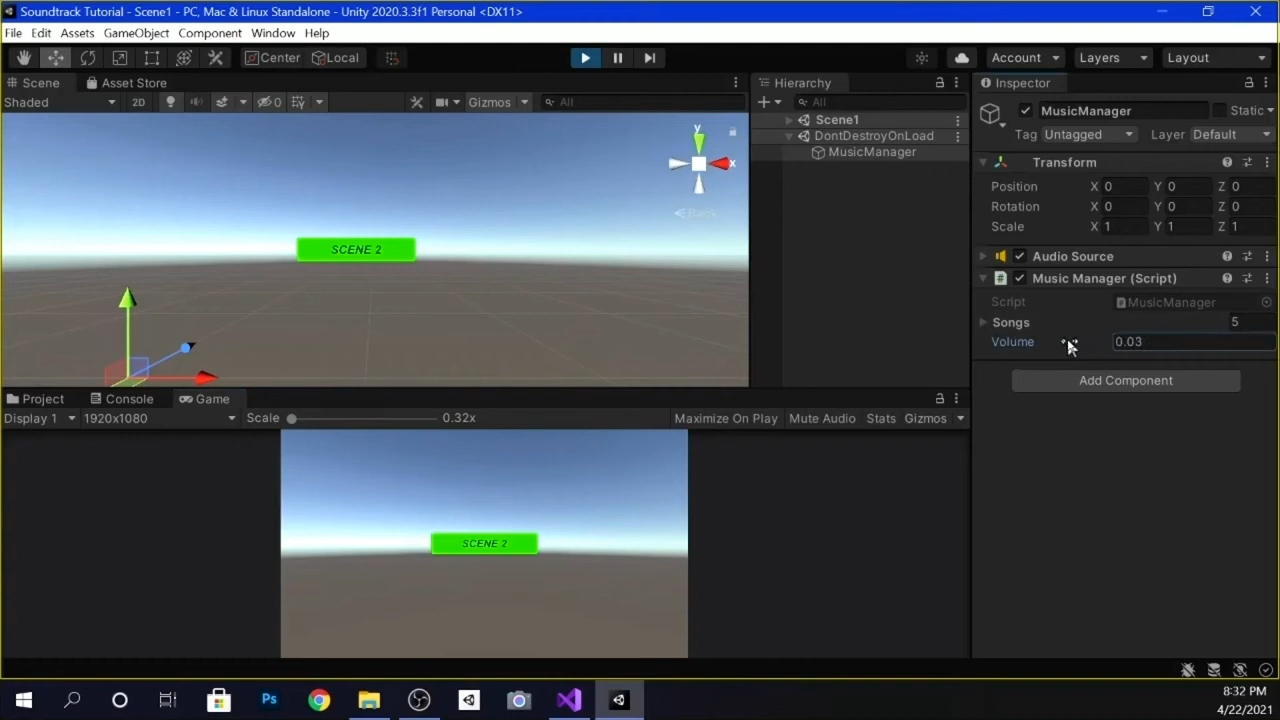 Soundtrack Tutorial - Scene1 - PC, Mac & Linux Standalone - Unity 2020.3.3f1 Personal <DX11>
File Edit Assets GameObject Component Window Help
Center Local Account Layers Layout
Scene Asset Store
Shaded 2D 0 Gizmos All
y
x
Back
SCENE 2
Hierarchy
All
Scene1
DontDestroyOnLoad
MusicManager
Inspector
MusicManager Static
Tag Untagged Layer Default
Transform
Position X 0 Y 0 Z 0
Rotation X 0 Y 0 Z 0
Scale X 1 Y 1 Z 1
Audio Source
Music Manager (Script)
Script MusicManager
Songs 5
Volume 0.03
Add Component
Project Console Game
Display 1 1920x1080 Scale 0.32x Maximize On Play Mute Audio Stats Gizmos
SCENE 2
Ps
8:32 PM
4/22/2021